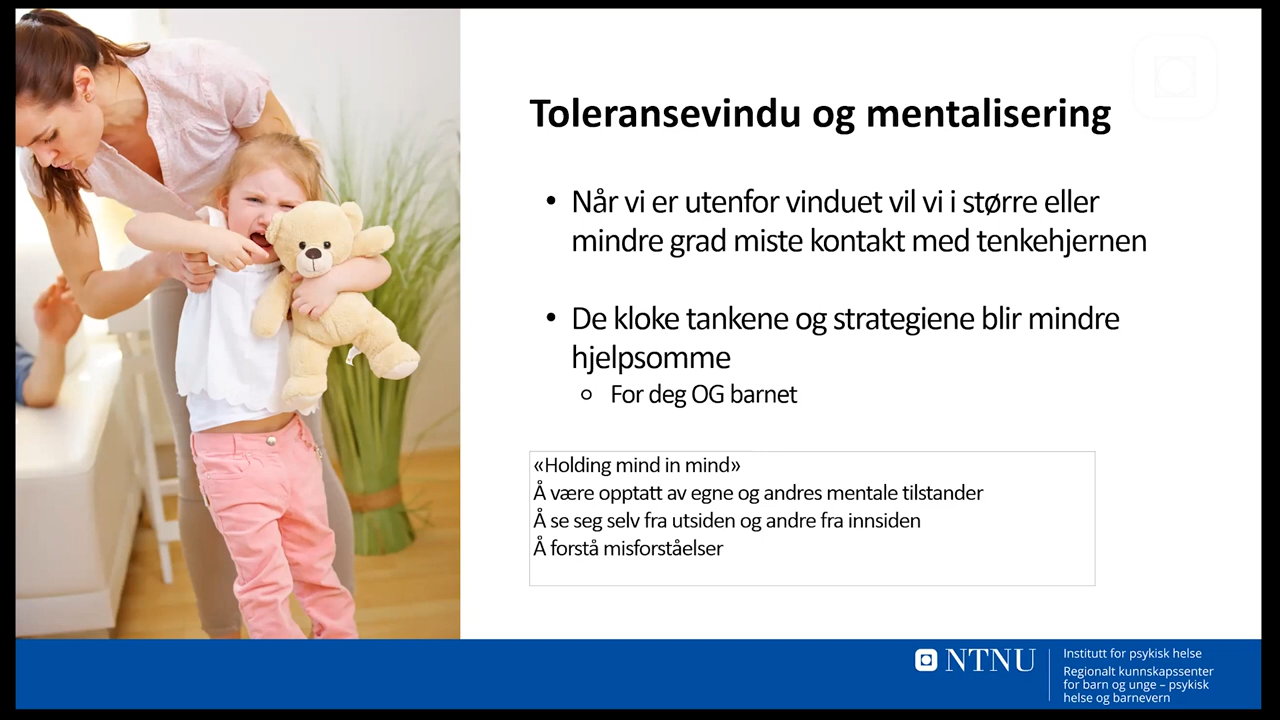 Toleransevindu og mentalisering
• Når vi er utenfor vinduet vil vi i større eller
mindre grad miste kontakt med tenkehjernen
• De kloke tankene og strategiene blir mindre
hjelpsomme
o For deg OG barnet
«Holding mind in mind»
Å være opptatt av egne og andres mentale tilstander
Å se seg selv fra utsiden og andre fra innsiden
Å forstå misforståelser
NTNU
Institutt for psykisk helse
Regionalt kunnskapssenter
for barn og unge – psykisk
helse og barnevern